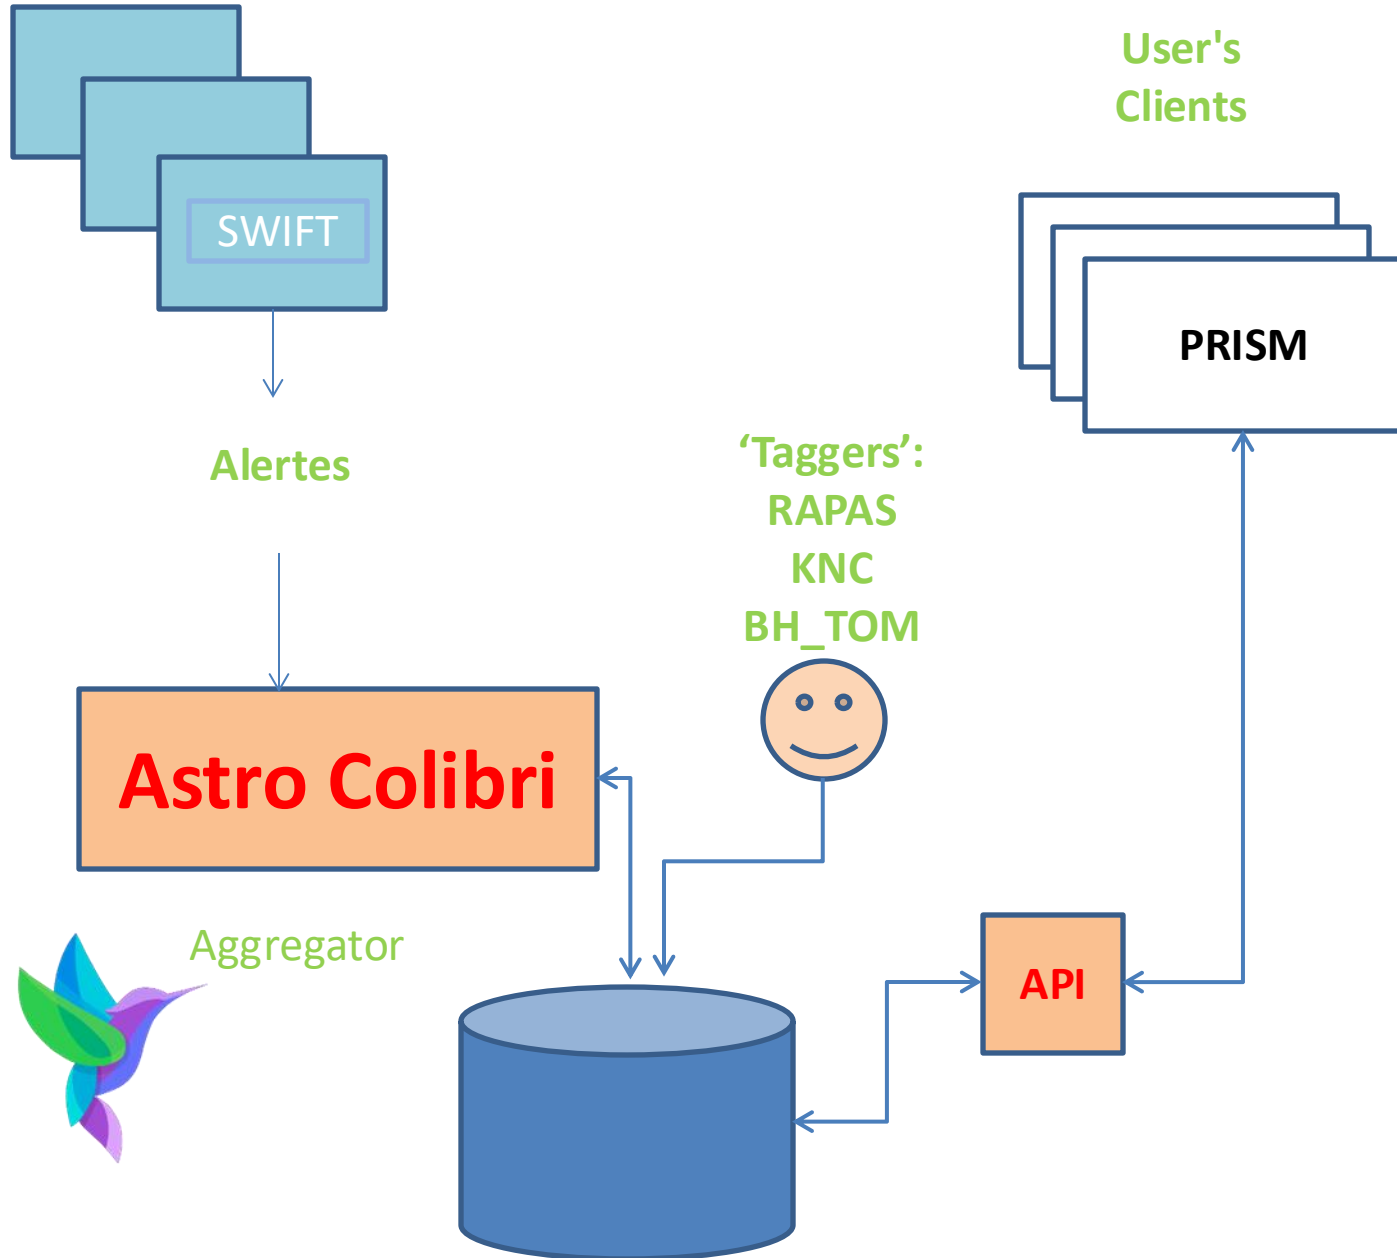 User's
Clients
SWIFT
PRISM
Alertes
‘Taggers’:
RAPAS
KNC
BH_TOM
Astro Colibri
Aggregator
API